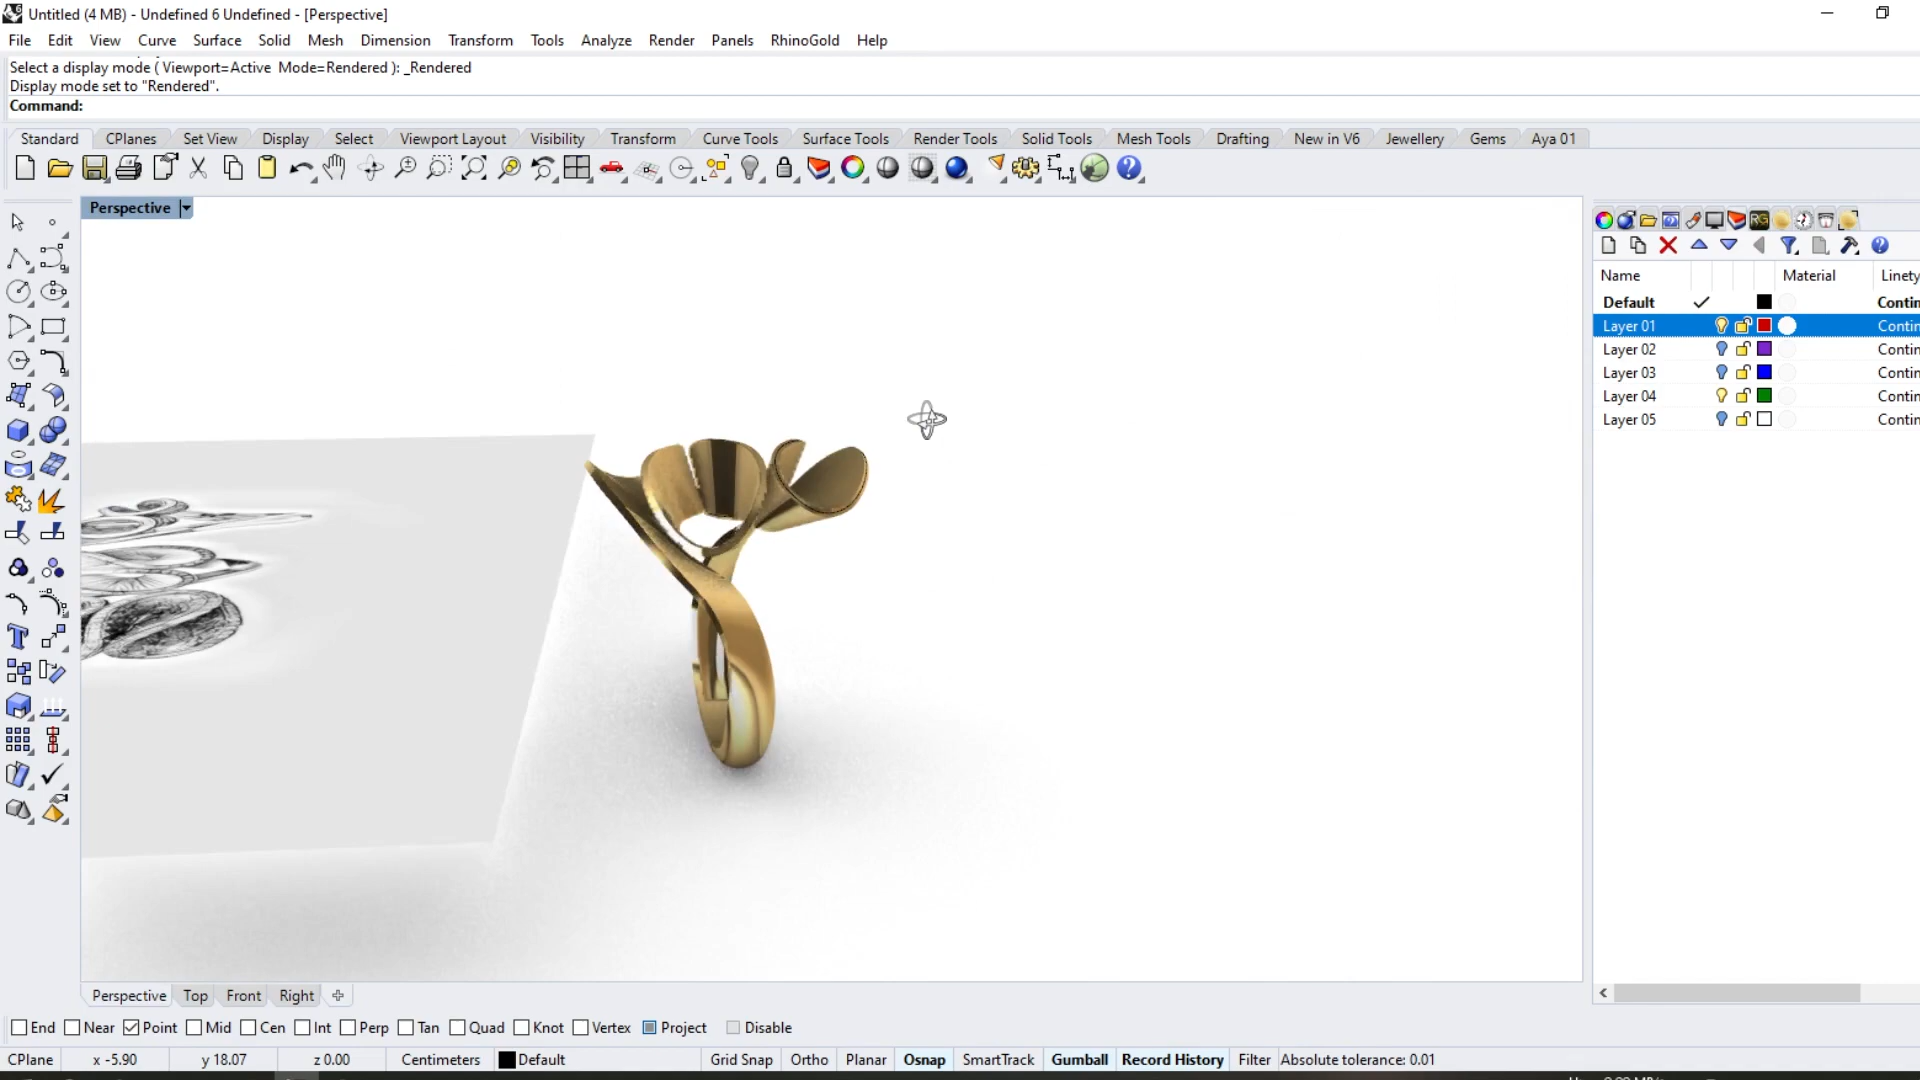 Untitled (4 MB) - Undefined 6 Undefined - [Perspective]
File Edit View Curve Surface Solid Mesh Dimension Transform Tools Analyze Render Panels RhinoGold Help
Select a display mode ( Viewport=Active Mode=Rendered ): _Rendered
Display mode set to "Rendered".
Command:
Standard CPlanes Set View Display Select Viewport Layout Visibility Transform Curve Tools Surface Tools Render Tools Solid Tools Mesh Tools Drafting New in V6 Jewellery Gems Aya 01
Perspective
RG
Name Material Linety
Default Contin
Layer 01 Contin
Layer 02 Contin
Layer 03 Contin
Layer 04 Contin
Layer 05 Contin
Perspective Top Front Right
End Near Point Mid Cen Int Perp Tan Quad Knot Vertex Project Disable
CPlane x -5.90 y 18.07 z 0.00 Centimeters Default Grid Snap Ortho Planar Osnap SmartTrack Gumball Record History Filter Absolute tolerance: 0.01